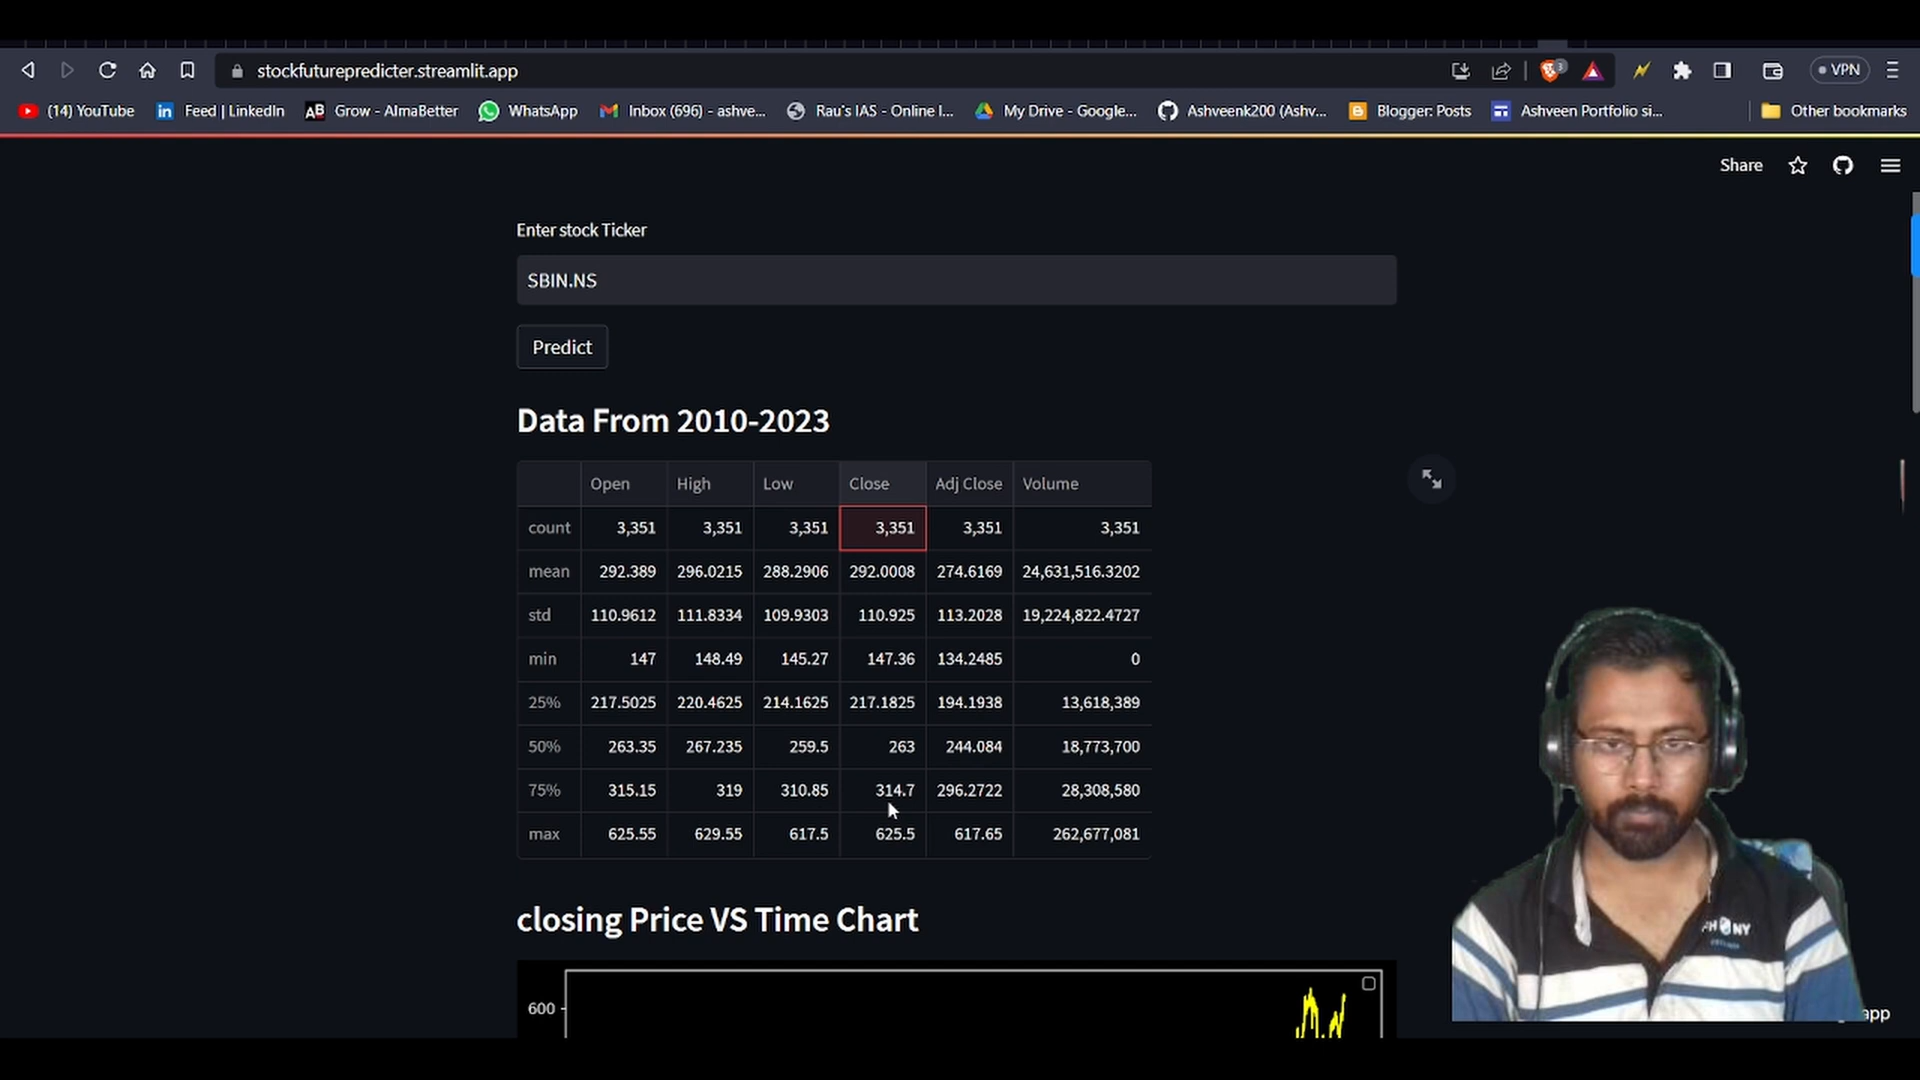 stockfuturepredicter.streamlit.app
3
VPN
(14) YouTube
Feed | LinkedIn
AB Grow - AlmaBetter
WhatsApp
Inbox (696) - ashve...
Rau's IAS - Online I...
My Drive - Google...
Ashveenk200 (Ashv...
Blogger: Posts
Ashveen Portfolio si...
Other bookmarks
Share
Enter stock Ticker
SBIN.NS
Predict
Data From 2010-2023
Open High Low Close Adj Close Volume
count 3,351 3,351 3,351 3,351 3,351 3,351
mean 292.389 296.0215 288.2906 292.0008 274.6169 24,631,516.3202
std 110.9612 111.8334 109.9303 110.925 113.2028 19,224,822.4727
min 147 148.49 145.27 147.36 134.2485 0
25% 217.5025 220.4625 214.1625 217.1825 194.1938 13,618,389
50% 263.35 267.235 259.5 263 244.084 18,773,700
75% 315.15 319 310.85 314.7 296.2722 28,308,580
max 625.55 629.55 617.5 625.5 617.65 262,677,081
closing Price VS Time Chart
600
app